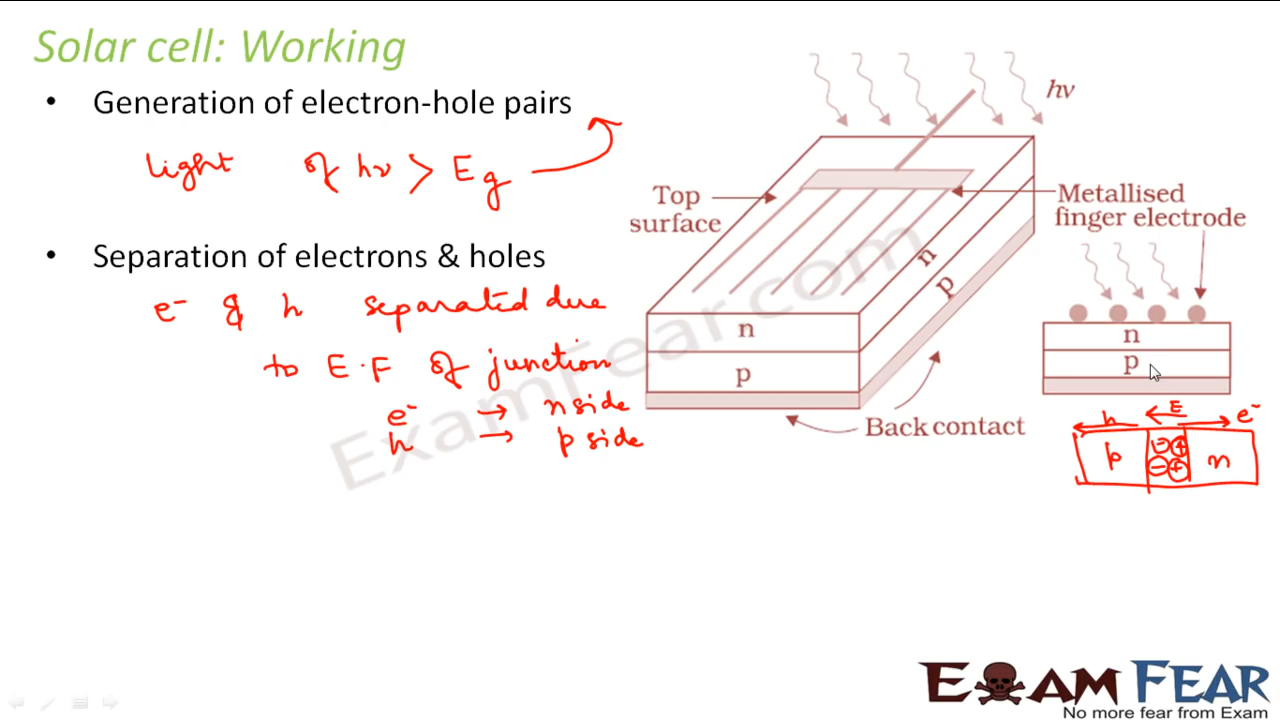 Solar cell: Working
• Generation of electron-hole pairs
light of hν > Eg
• Separation of electrons & holes
e⁻ & h separated due
to E.F of junction
e⁻ → n side
h → p side
hν
Top
surface
Metallised
finger electrode
n
p
n
p
Back contact
n
p
h E e⁻
p - + n
- +
ExamFear.com
EXAM FEAR
No more fear from Exam